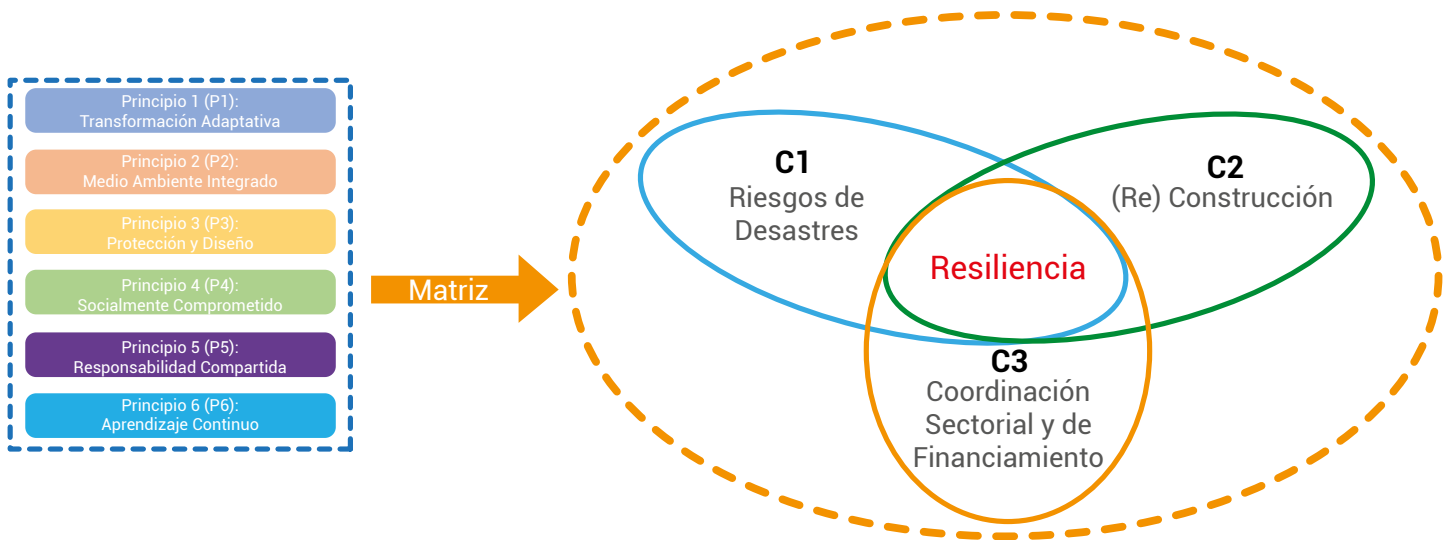 Principio 1 (P1):
Transformación Adaptativa
Principio 2 (P2):
Medio Ambiente Integrado
Principio 3 (P3):
Protección y Diseño
Principio 4 (P4):
Socialmente Comprometido
Principio 5 (P5):
Responsabilidad Compartida
Principio 6 (P6):
Aprendizaje Continuo
Matriz
C1
Riesgos de
Desastres
C2
(Re) Construcción
Resiliencia
C3
Coordinación
Sectorial y de
Financiamiento